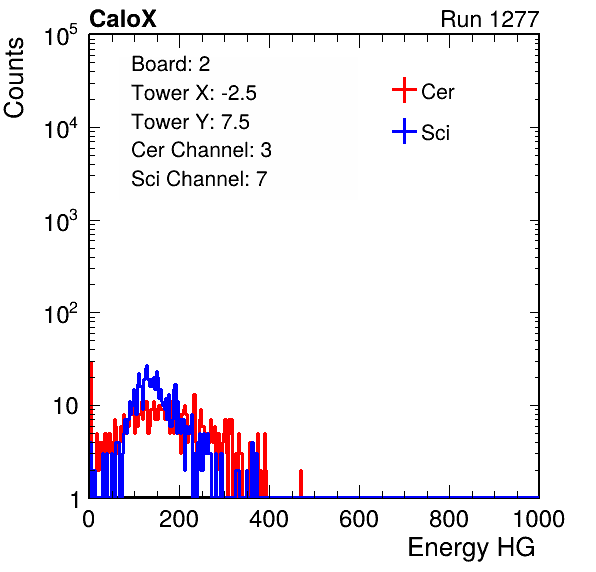 CaloX Run 1277
Counts
Board: 2
Tower X: -2.5
Tower Y: 7.5
Cer Channel: 3
Sci Channel: 7
Cer
Sci
10^5
10^4
10^3
10^2
10
1
0 200 400 600 800 1000
Energy HG